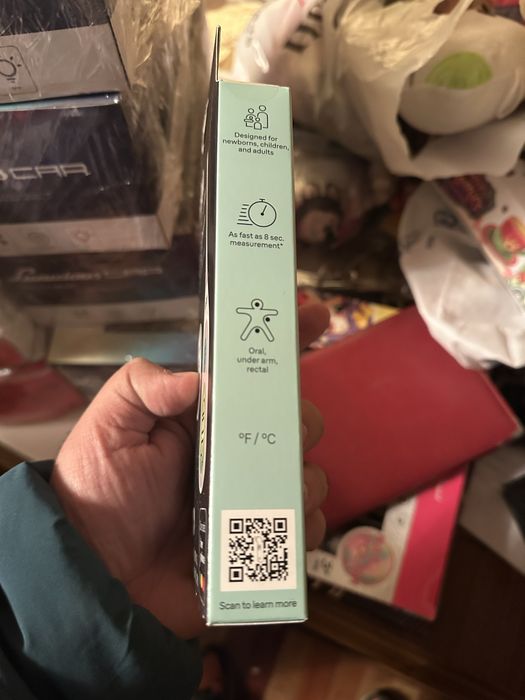 Designed for
newborns, children,
and adults
As fast as 8 sec.
measurement*
Oral,
under arm,
rectal
°F / °C
Scan to learn more